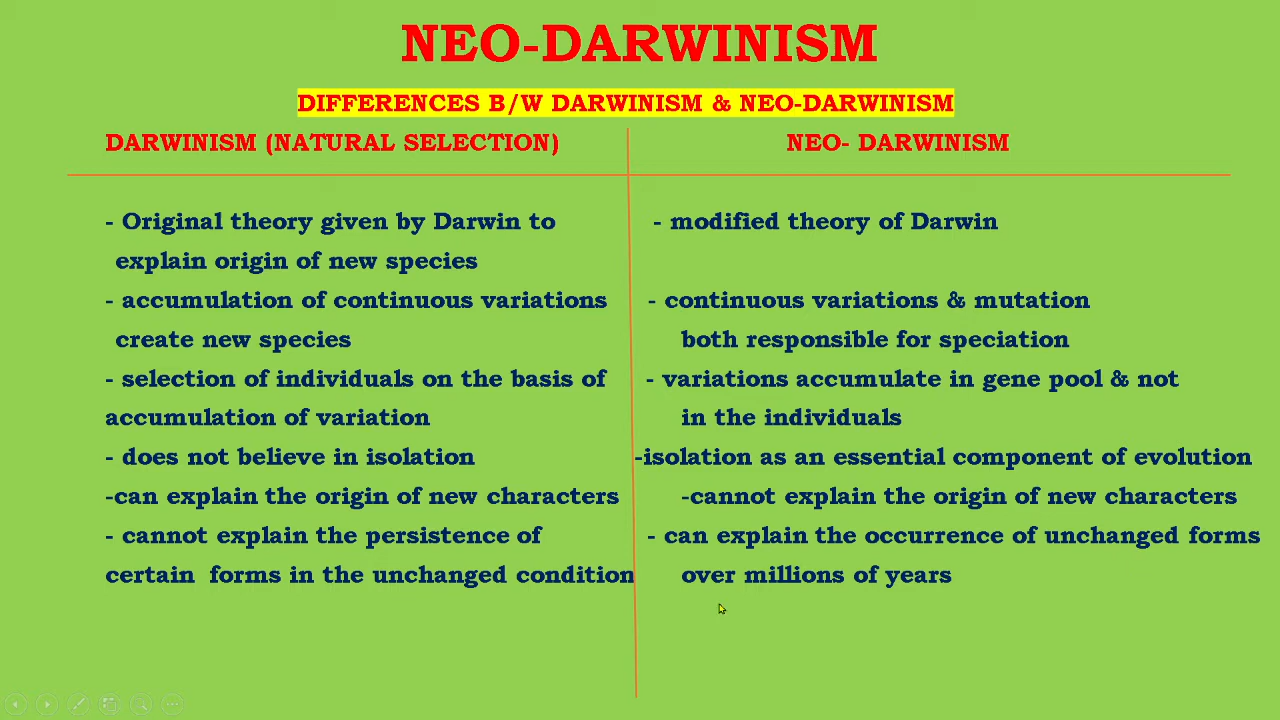 NEO-DARWINISM
DIFFERENCES B/W DARWINISM & NEO-DARWINISM
DARWINISM (NATURAL SELECTION)
- Original theory given by Darwin to
explain origin of new species
- accumulation of continuous variations
create new species
- selection of individuals on the basis of
accumulation of variation
- does not believe in isolation
-can explain the origin of new characters
- cannot explain the persistence of
certain forms in the unchanged condition
NEO- DARWINISM
- modified theory of Darwin
- continuous variations & mutation
both responsible for speciation
- variations accumulate in gene pool & not
in the individuals
-isolation as an essential component of evolution
-cannot explain the origin of new characters
- can explain the occurrence of unchanged forms
over millions of years